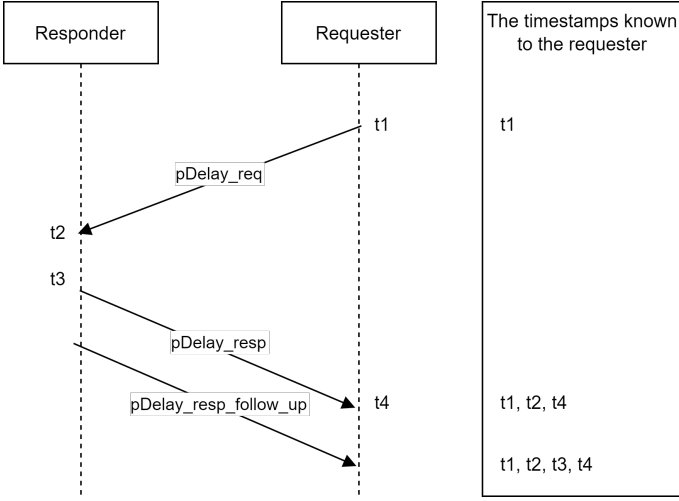 Responder
Requester
The timestamps known
to the requester
t1
t1
pDelay_req
t2
t3
pDelay_resp
pDelay_resp_follow_up
t4
t1, t2, t4
t1, t2, t3, t4